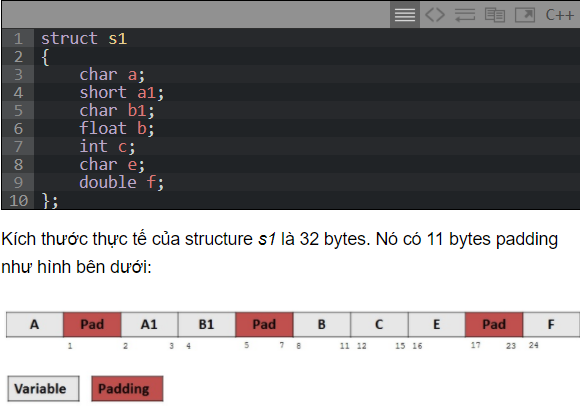 C++
1 struct s1
2 {
3 char a;
4 short a1;
5 char b1;
6 float b;
7 int c;
8 char e;
9 double f;
10 };
Kích thước thực tế của structure s1 là 32 bytes. Nó có 11 bytes padding
như hình bên dưới:
A Pad A1 B1 Pad B C E Pad F
1 2 3 4 5 7 8 11 12 15 16 17 23 24
Variable Padding